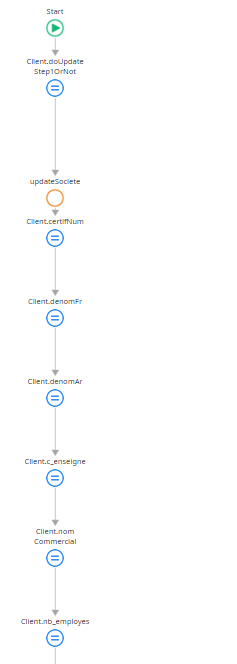 Start
Client.doUpdate
Step1OrNot
updateSociete
Client.certifNum
Client.denomFr
Client.denomAr
Client.c_enseigne
Client.nom
Commercial
Client.nb_employes